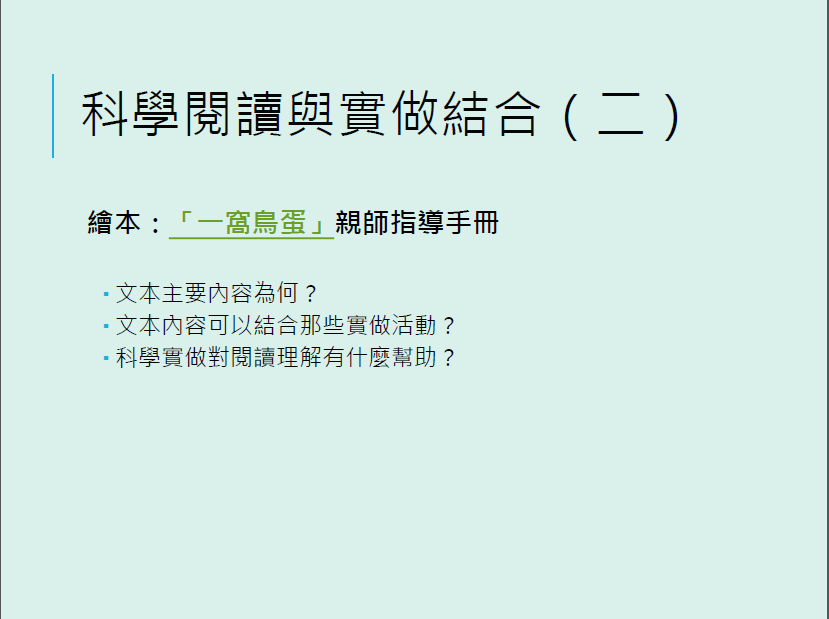 科學閱讀與實做結合（二）
繪本：「一窩鳥蛋」親師指導手冊
▪文本主要內容為何？
▪文本內容可以結合那些實做活動？
▪科學實做對閱讀理解有什麼幫助？